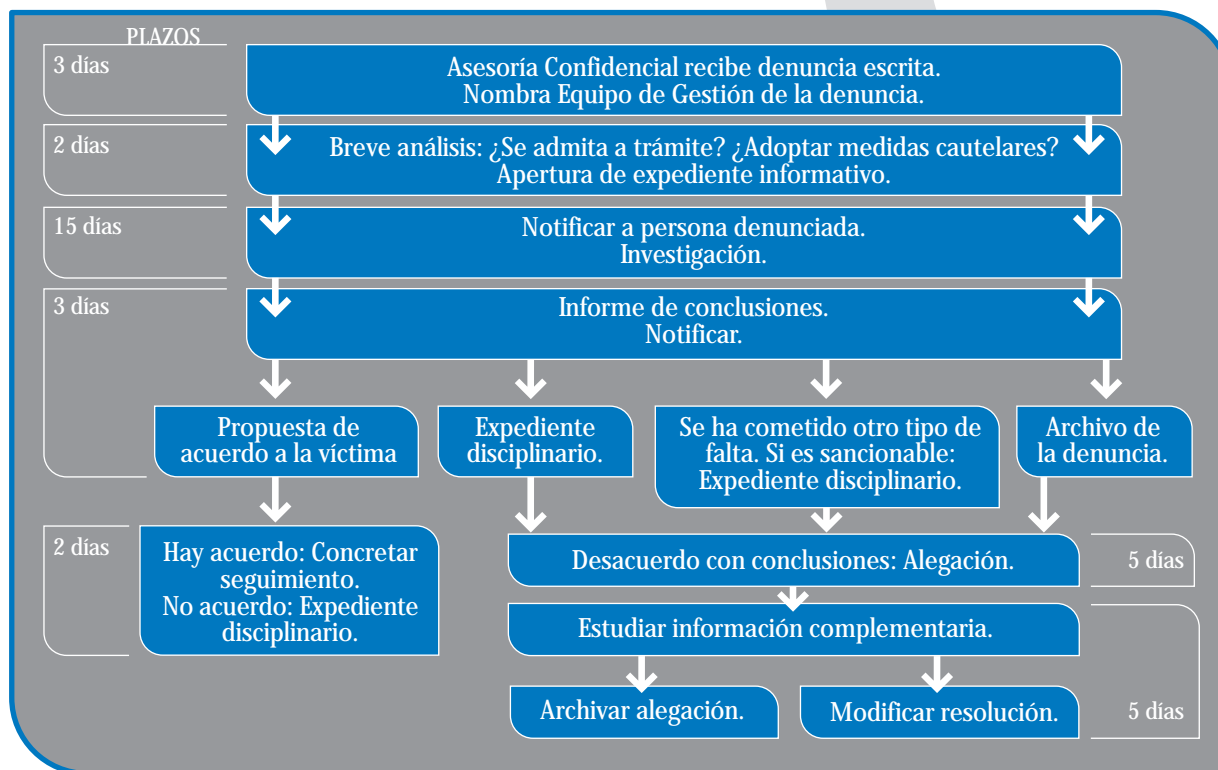 PLAZOS
3 días
Asesoría Confidencial recibe denuncia escrita.
Nombra Equipo de Gestión de la denuncia.
2 días
Breve análisis: ¿Se admita a trámite? ¿Adoptar medidas cautelares?
Apertura de expediente informativo.
15 días
Notificar a persona denunciada.
Investigación.
3 días
Informe de conclusiones.
Notificar.
Propuesta de
acuerdo a la víctima
Expediente
disciplinario.
Se ha cometido otro tipo de
falta. Si es sancionable:
Expediente disciplinario.
Archivo de
la denuncia.
2 días
Hay acuerdo: Concretar
seguimiento.
No acuerdo: Expediente
disciplinario.
Desacuerdo con conclusiones: Alegación.
5 días
Estudiar información complementaria.
Archivar alegación.
Modificar resolución.
5 días